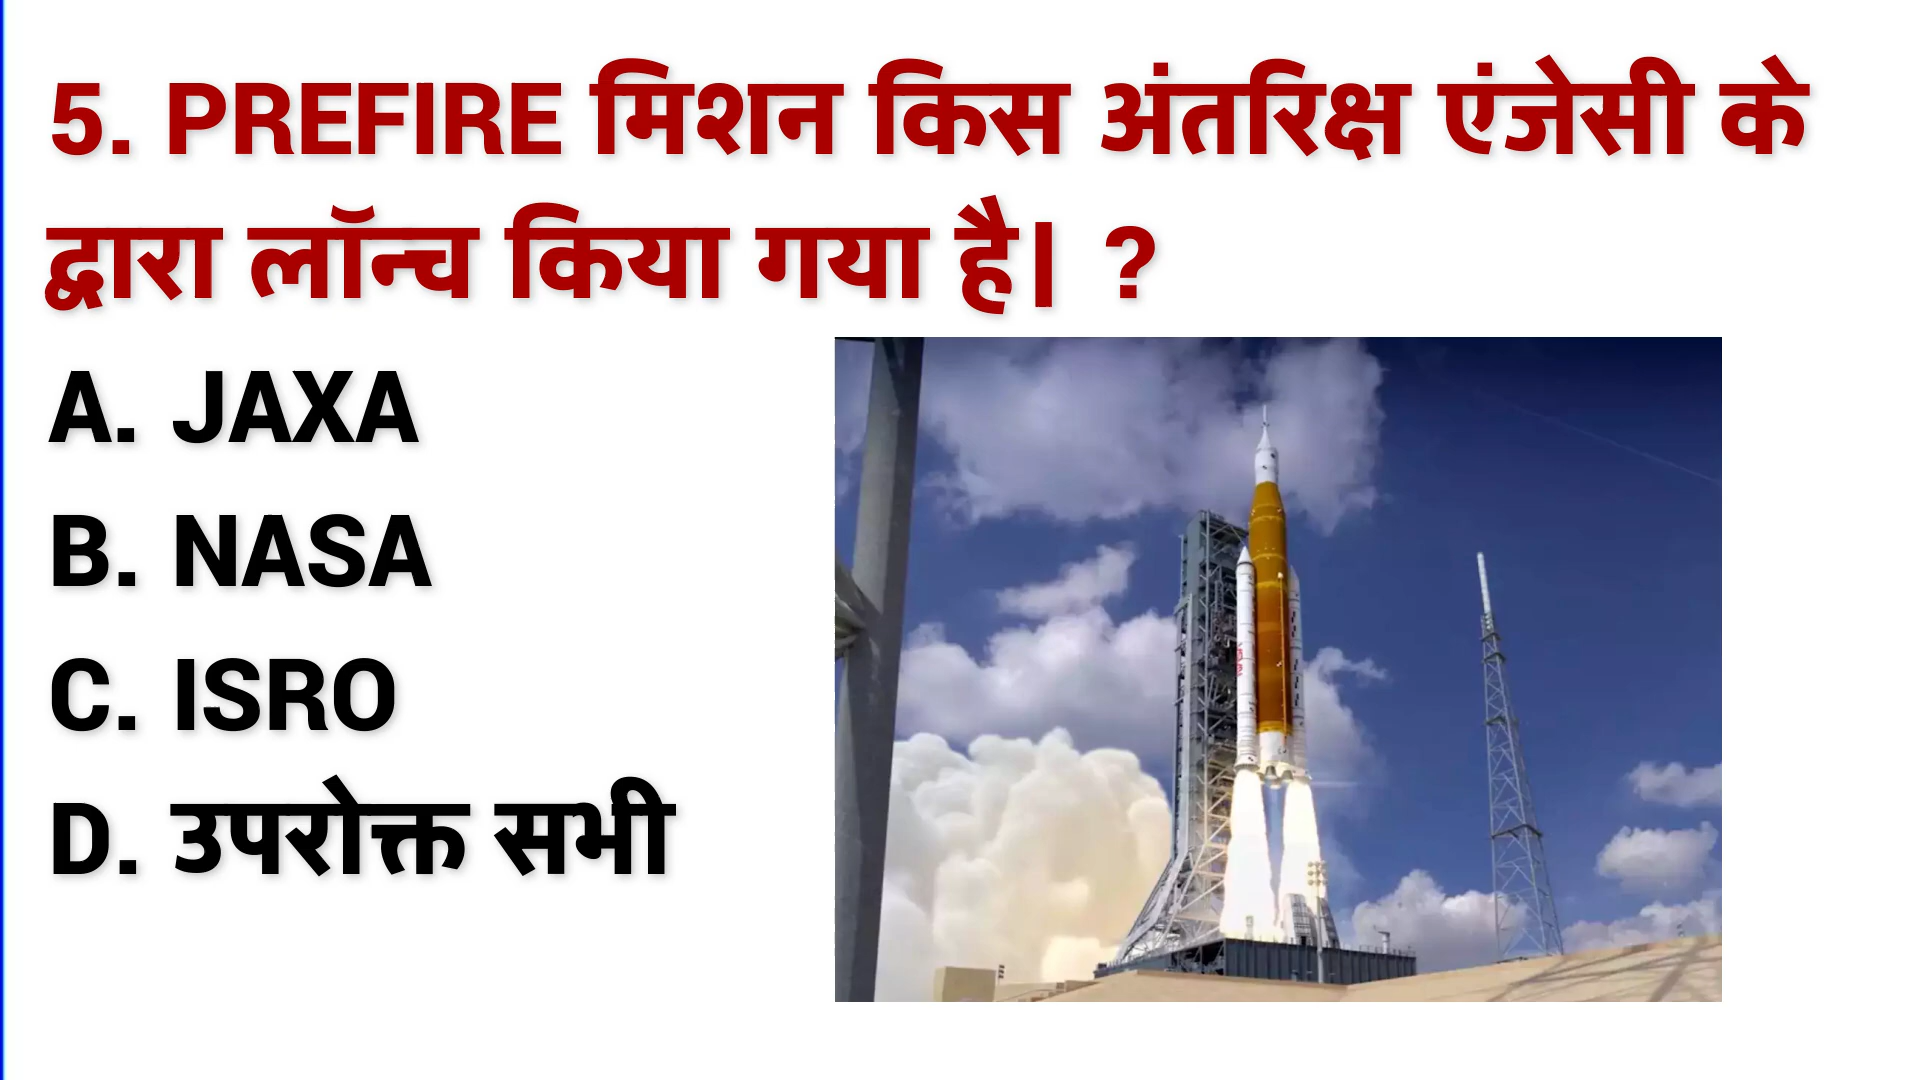 5. PREFIRE मिशन किस अंतरिक्ष एंजेसी के
द्वारा लॉन्च किया गया है। ?
A. JAXA
B. NASA
C. ISRO
D. उपरोक्त सभी